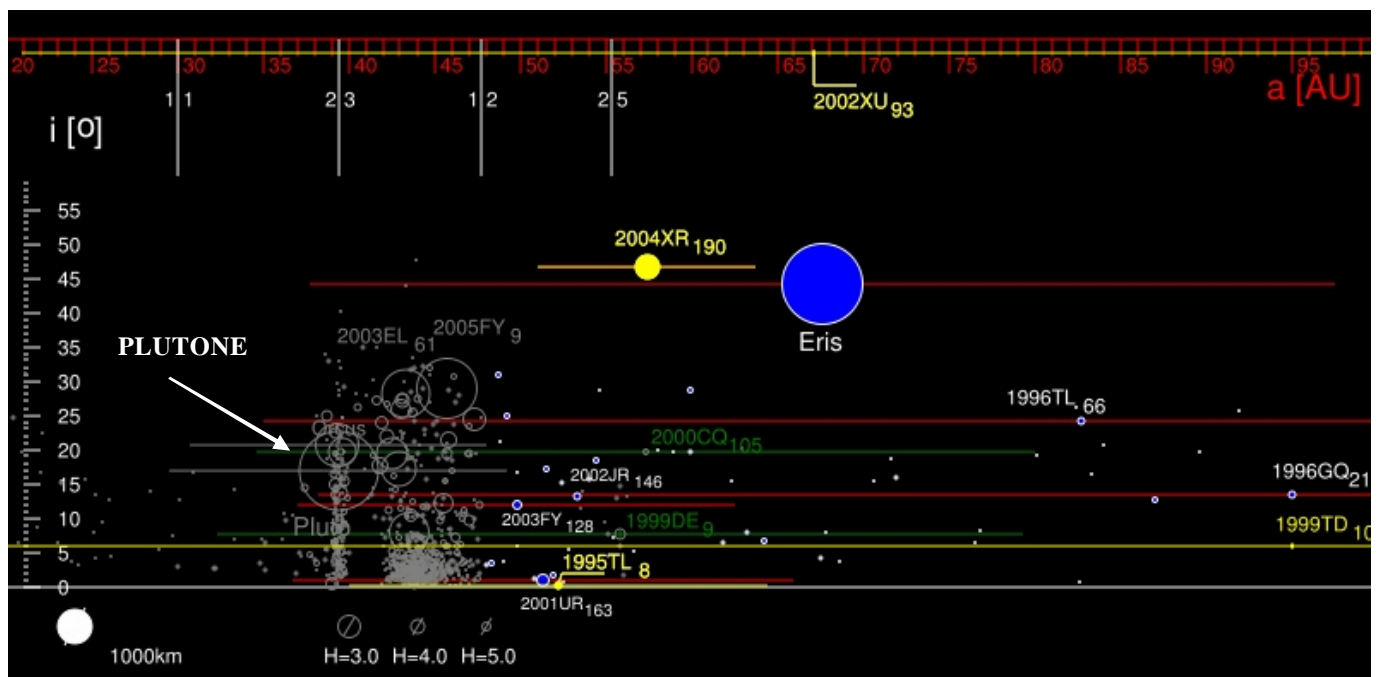 20 25 30 35 40 45 50 55 60 65 70 75 80 85 90 95
a [AU]
1 1 2 3 1 2 2 5
2002XU93
i [o]
55
50
45
40
35
30
25
20
15
10
5
0
2004XR190
Eris
2003EL61
2005FY9
PLUTONE
1996TL66
Orcus
2000CQ105
2002JR146
1996GQ21
2003FY128
Pluto
1999DE9
1999TD10
1995TL8
2001UR163
1000km
H=3.0 H=4.0 H=5.0